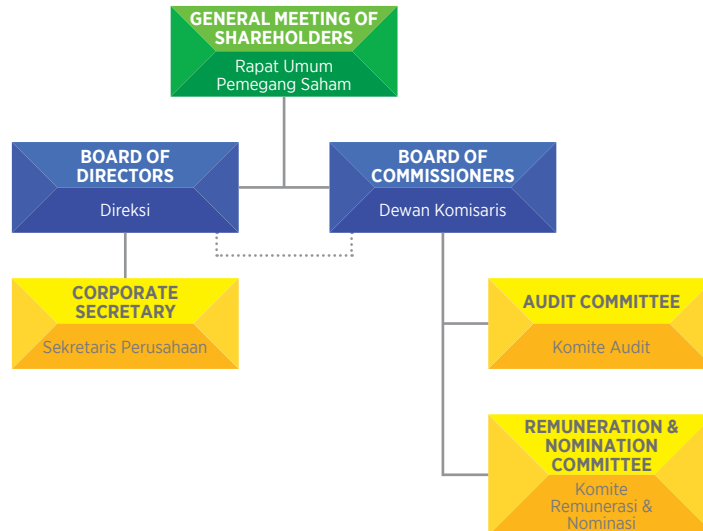 GENERAL MEETING OF
SHAREHOLDERS
Rapat Umum
Pemegang Saham
BOARD OF
DIRECTORS
Direksi
BOARD OF
COMMISSIONERS
Dewan Komisaris
CORPORATE
SECRETARY
Sekretaris Perusahaan
AUDIT COMMITTEE
Komite Audit
REMUNERATION &
NOMINATION
COMMITTEE
Komite
Remunerasi &
Nominasi